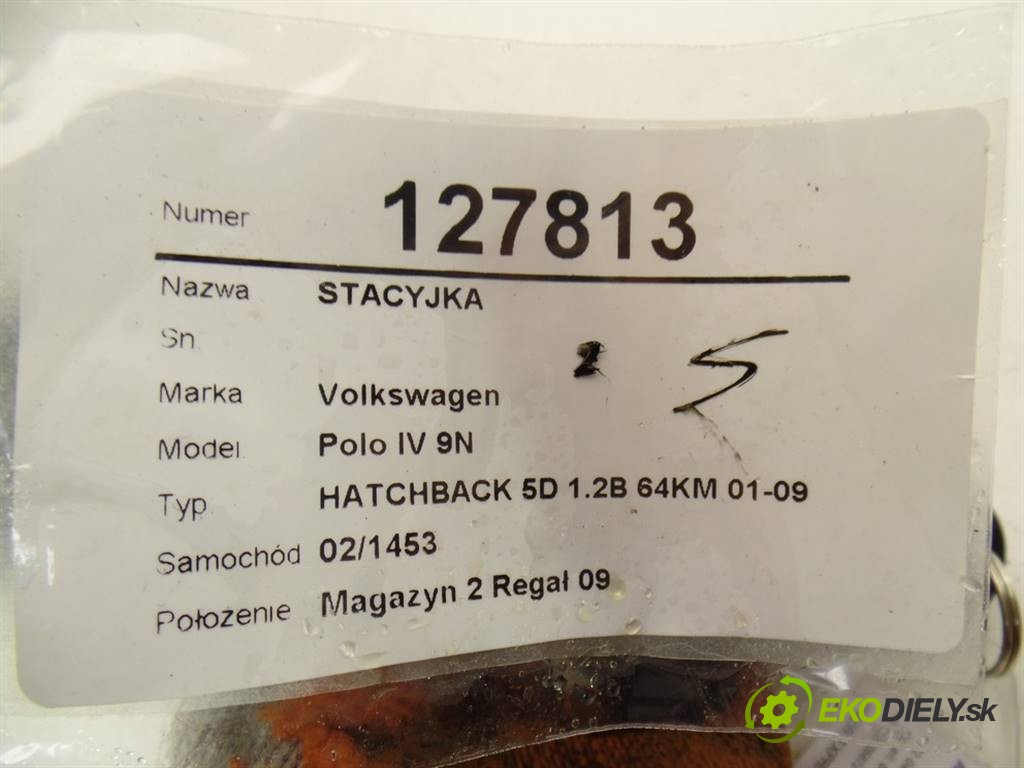 Numer 127813
Nazwa STACYJKA
Sn
Marka Volkswagen
Model Polo IV 9N
Typ HATCHBACK 5D 1.2B 64KM 01-09
Samochód 02/1453
Położenie Magazyn 2 Regał 09
EKODIELY.sk